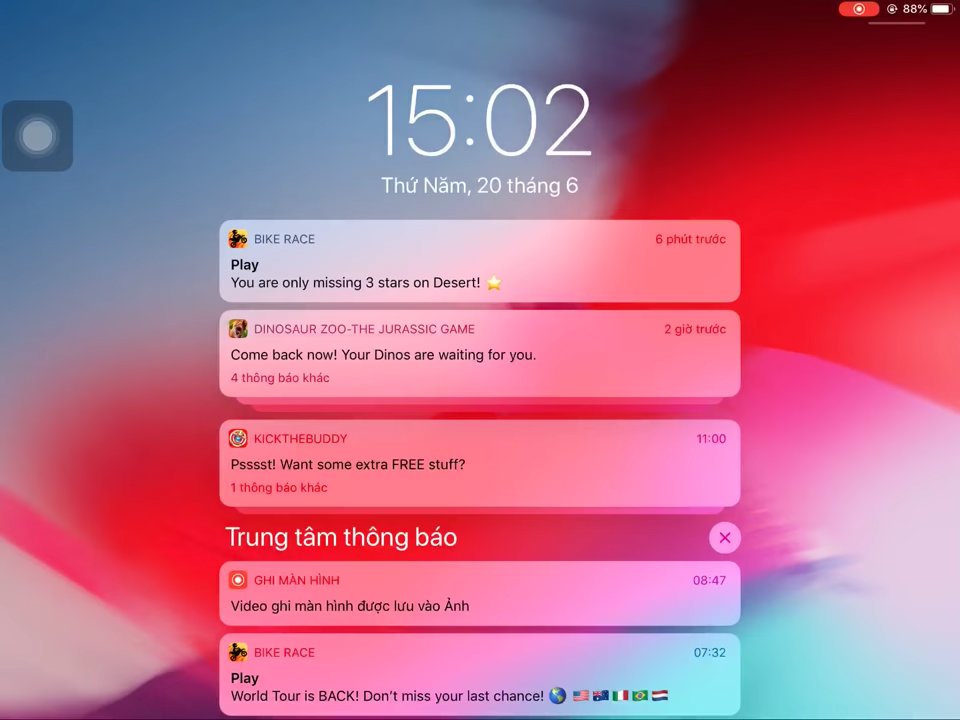 88%
15:02
Thứ Năm, 20 tháng 6
BIKE RACE 6 phút trước
Play
You are only missing 3 stars on Desert! ⭐
DINOSAUR ZOO-THE JURASSIC GAME 2 giờ trước
Come back now! Your Dinos are waiting for you.
4 thông báo khác
KICKTHEBUDDY 11:00
Psssst! Want some extra FREE stuff?
1 thông báo khác
Trung tâm thông báo
GHI MÀN HÌNH 08:47
Video ghi màn hình được lưu vào Ảnh
BIKE RACE 07:32
Play
World Tour is BACK! Don't miss your last chance! 🌎 🇺🇸🇦🇺🇮🇹🇧🇷🇳🇱